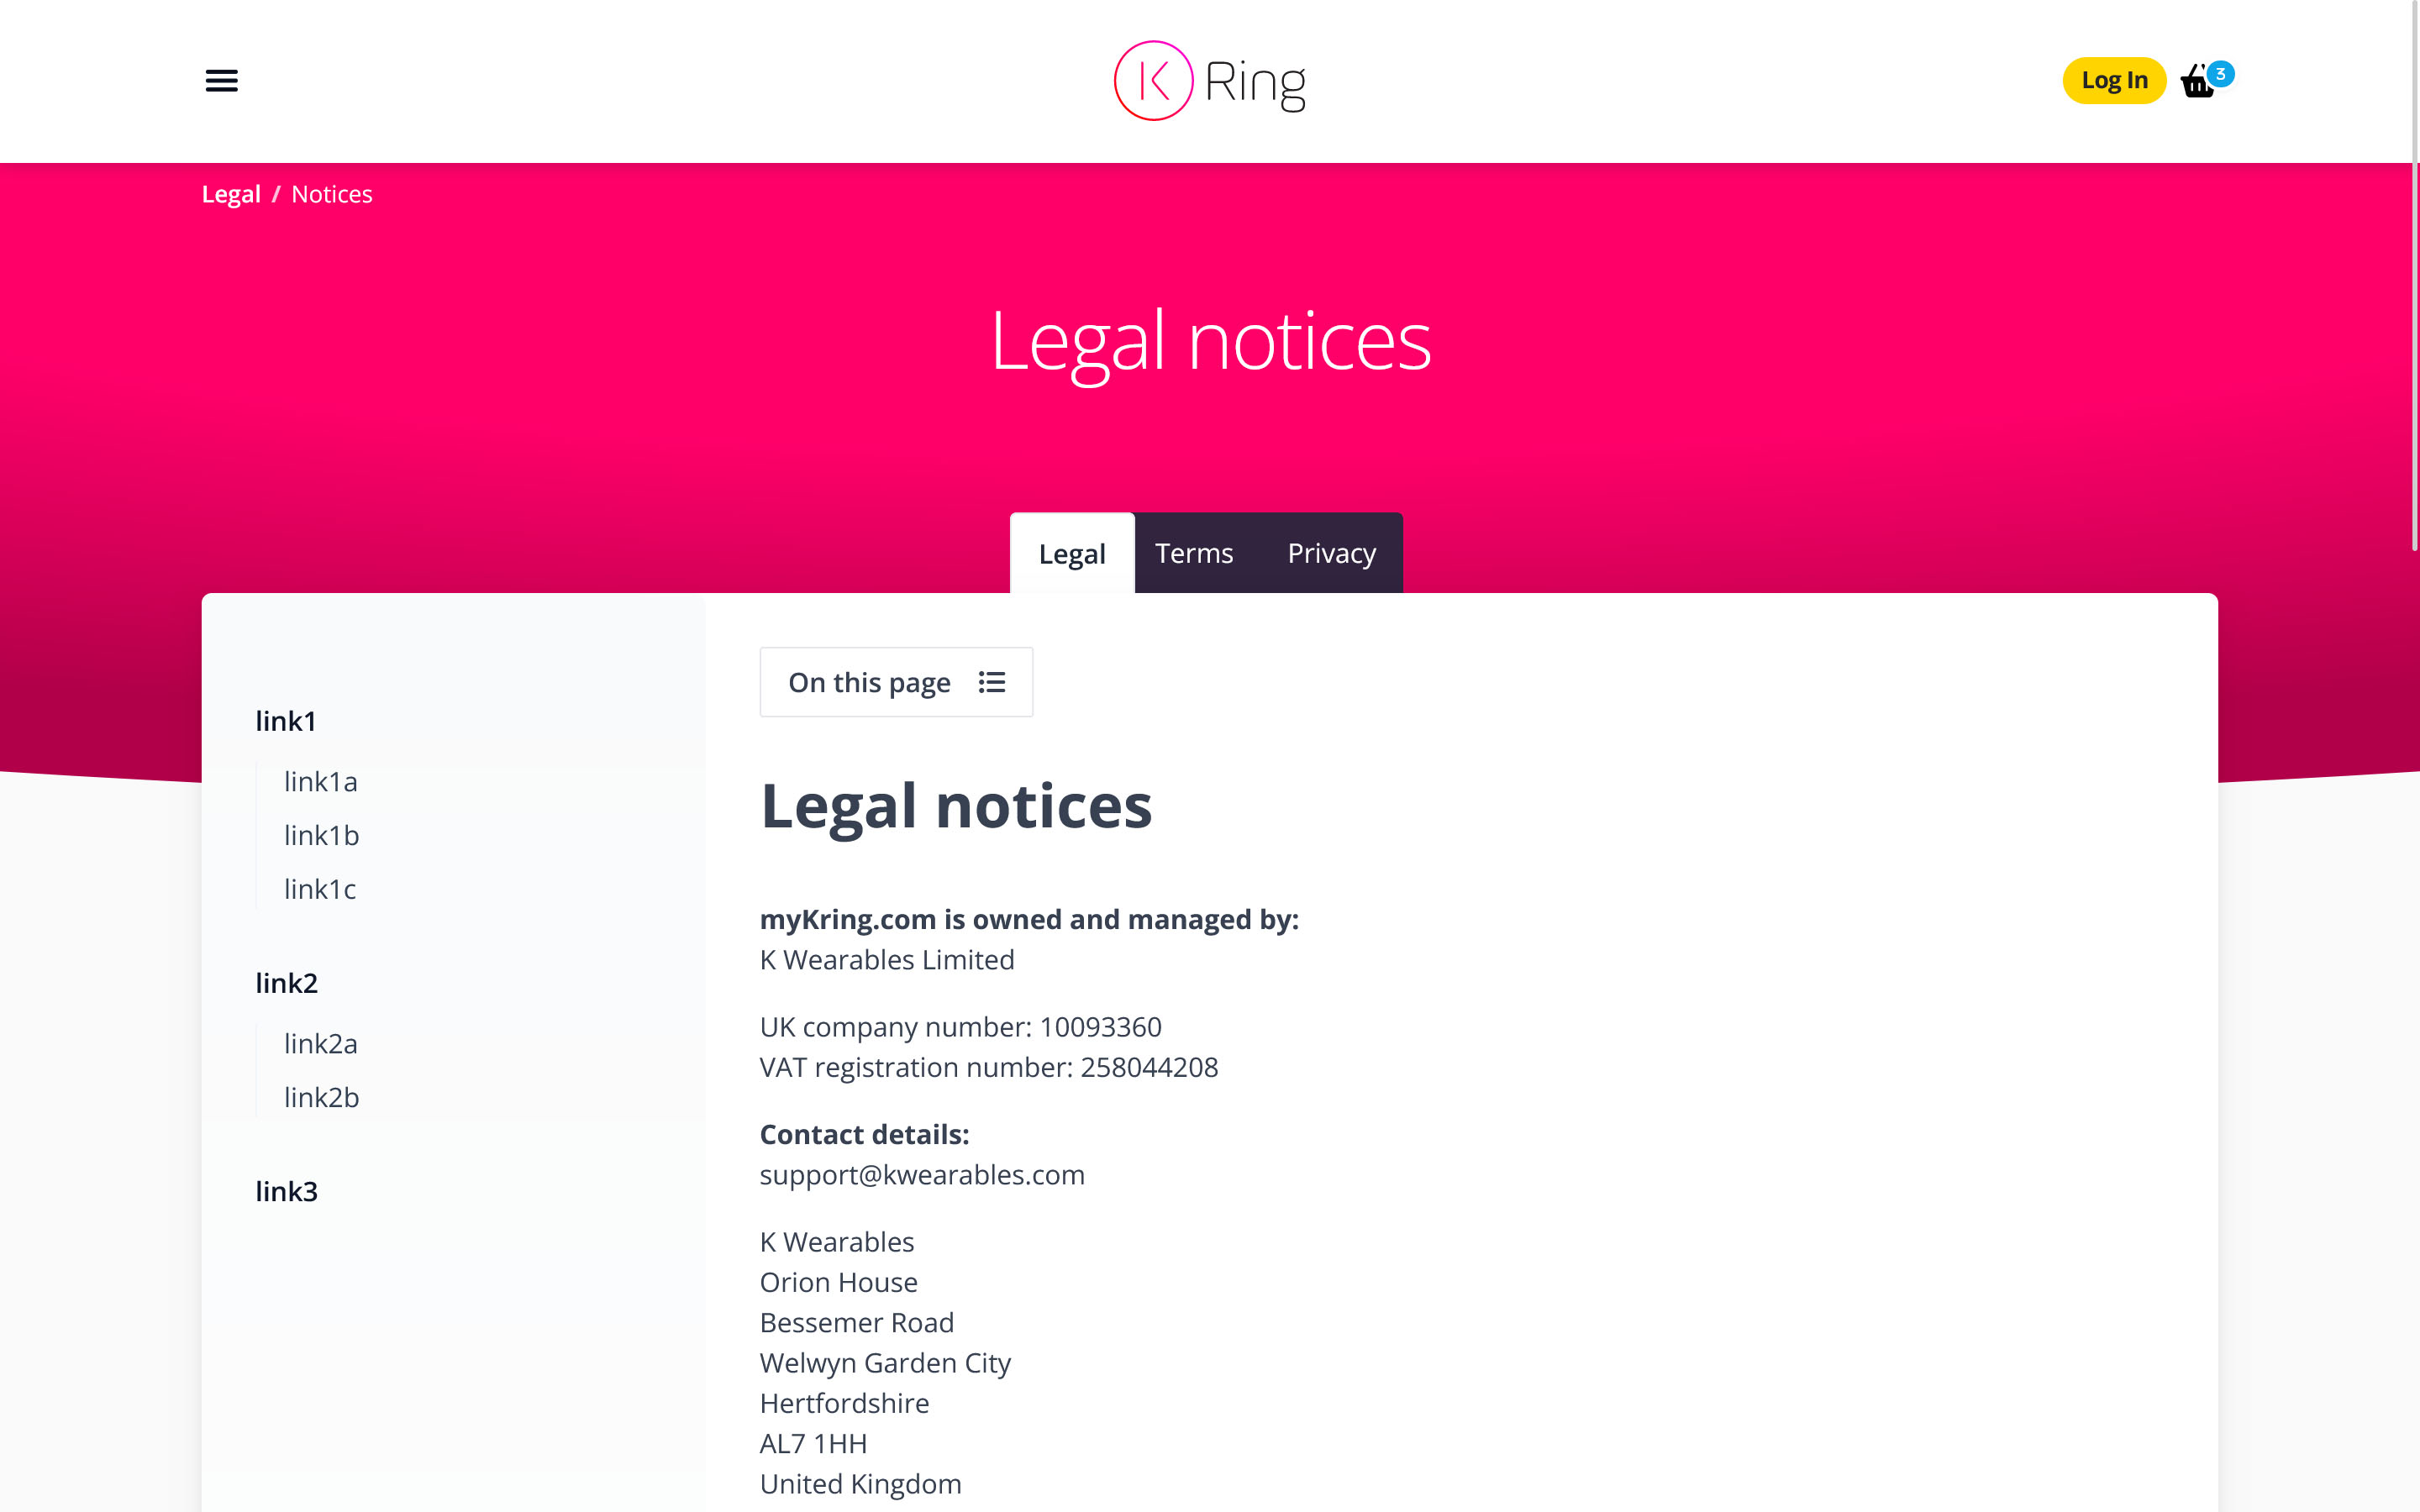 K Ring
Log In
3
Legal / Notices
Legal notices
Legal Terms Privacy
link1
link1a
link1b
link1c
link2
link2a
link2b
link3
On this page
Legal notices
myKring.com is owned and managed by:
K Wearables Limited
UK company number: 10093360
VAT registration number: 258044208
Contact details:
support@kwearables.com
K Wearables
Orion House
Bessemer Road
Welwyn Garden City
Hertfordshire
AL7 1HH
United Kingdom